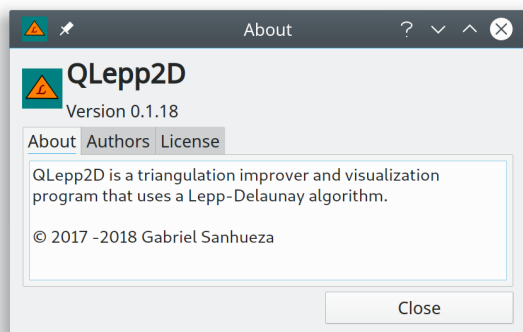 About
QLepp2D
Version 0.1.18
About Authors License
QLepp2D is a triangulation improver and visualization
program that uses a Lepp-Delaunay algorithm.
© 2017 -2018 Gabriel Sanhueza
Close